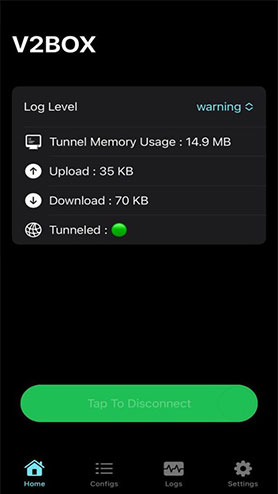 V2BOX
Log Level warning
Tunnel Memory Usage : 14.9 MB
Upload : 35 KB
Download : 70 KB
Tunneled :
Tap To Disconnect
Home Configs Logs Settings